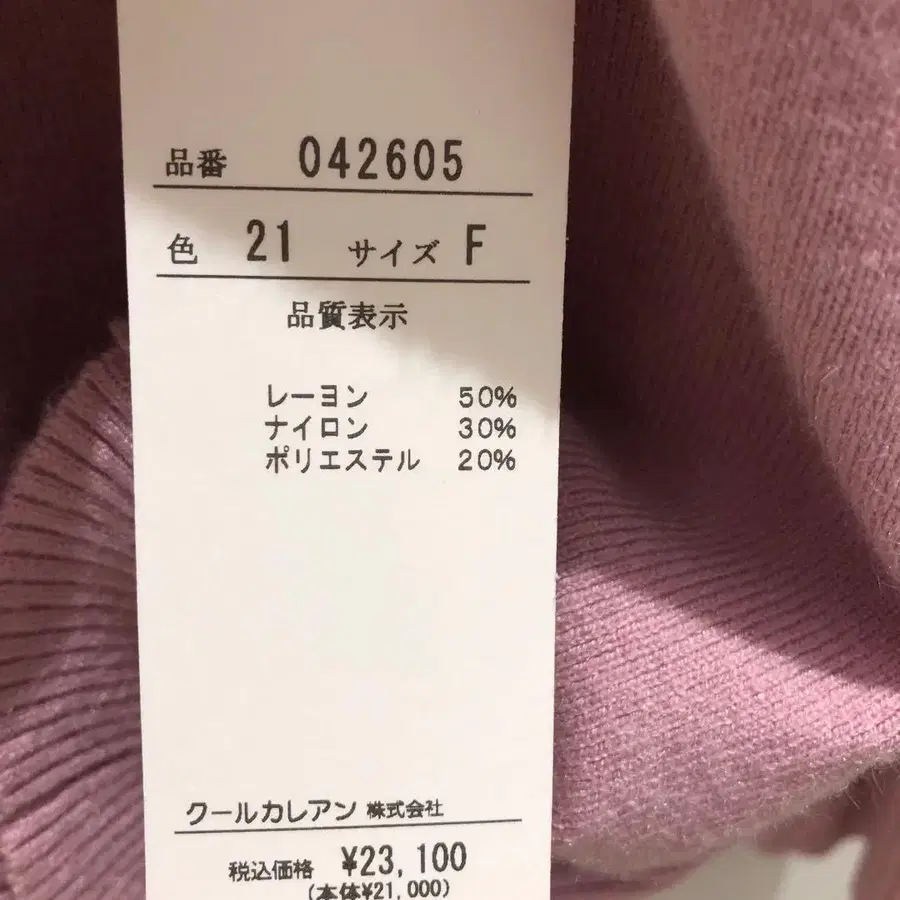 品番 042605
色 21 サイズ F
品質表示
レーヨン 50%
ナイロン 30%
ポリエステル 20%
クールカレアン 株式会社
税込価格 ¥23,100
(本体¥21,000)